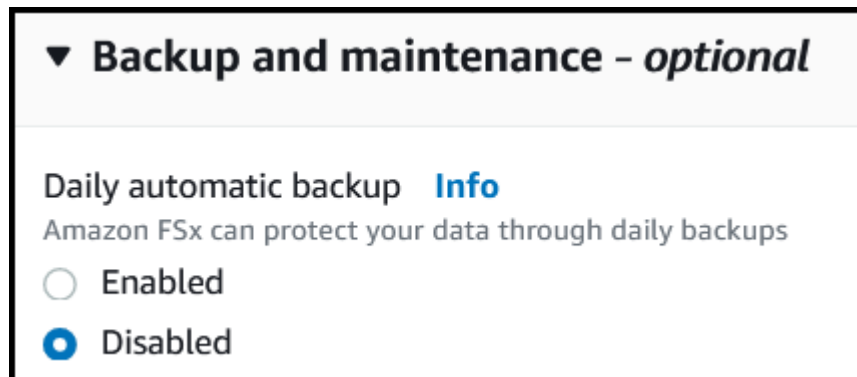 Backup and maintenance - optional
Daily automatic backup Info
Amazon FSx can protect your data through daily backups
Enabled
Disabled